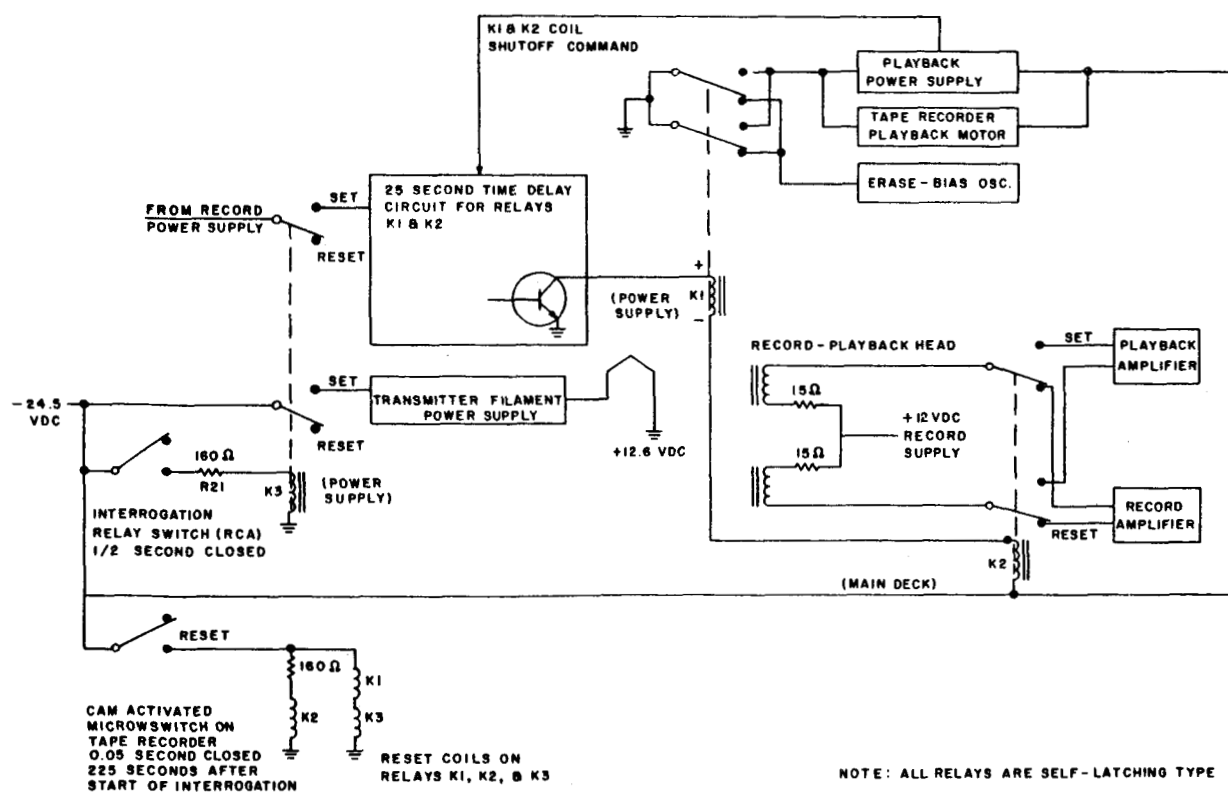 K1 & K2 COIL
SHUTOFF COMMAND
PLAYBACK
POWER SUPPLY
TAPE RECORDER
PLAYBACK MOTOR
ERASE-BIAS OSC.
25 SECOND TIME DELAY
CIRCUIT FOR RELAYS
K1 & K2
SET
FROM RECORD
POWER SUPPLY
RESET
+
(POWER
SUPPLY)
K1
-
RECORD-PLAYBACK HEAD
SET
PLAYBACK
AMPLIFIER
-24.5
VDC
SET
TRANSMITTER FILAMENT
POWER SUPPLY
RESET
+12.6 VDC
15Ω
+12VDC
RECORD
SUPPLY
15Ω
160Ω
R21
K3
(POWER
SUPPLY)
INTERROGATION
RELAY SWITCH (RCA)
1/2 SECOND CLOSED
RECORD
AMPLIFIER
RESET
K2
(MAIN DECK)
RESET
160Ω
K1
K2
K3
CAM ACTIVATED
MICROWSWITCH ON
TAPE RECORDER
0.05 SECOND CLOSED
225 SECONDS AFTER
START OF INTERROGATION
RESET COILS ON
RELAYS K1, K2, & K3
NOTE: ALL RELAYS ARE SELF-LATCHING TYPE